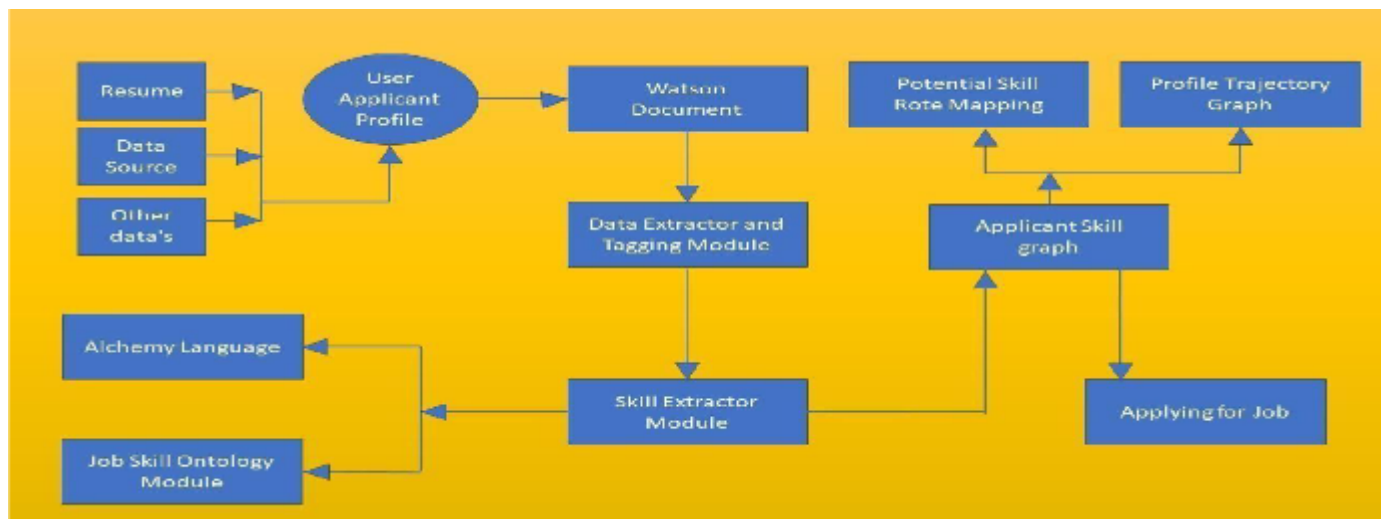 Resume
Data
Source
Other
data's
User
Applicant
Profile
Watson
Document
Data Extractor and
Tagging Module
Skill Extractor
Module
Alchemy Language
Job Skill Ontology
Module
Potential Skill
Rote Mapping
Profile Trajectory
Graph
Applicant Skill
graph
Applying for Job